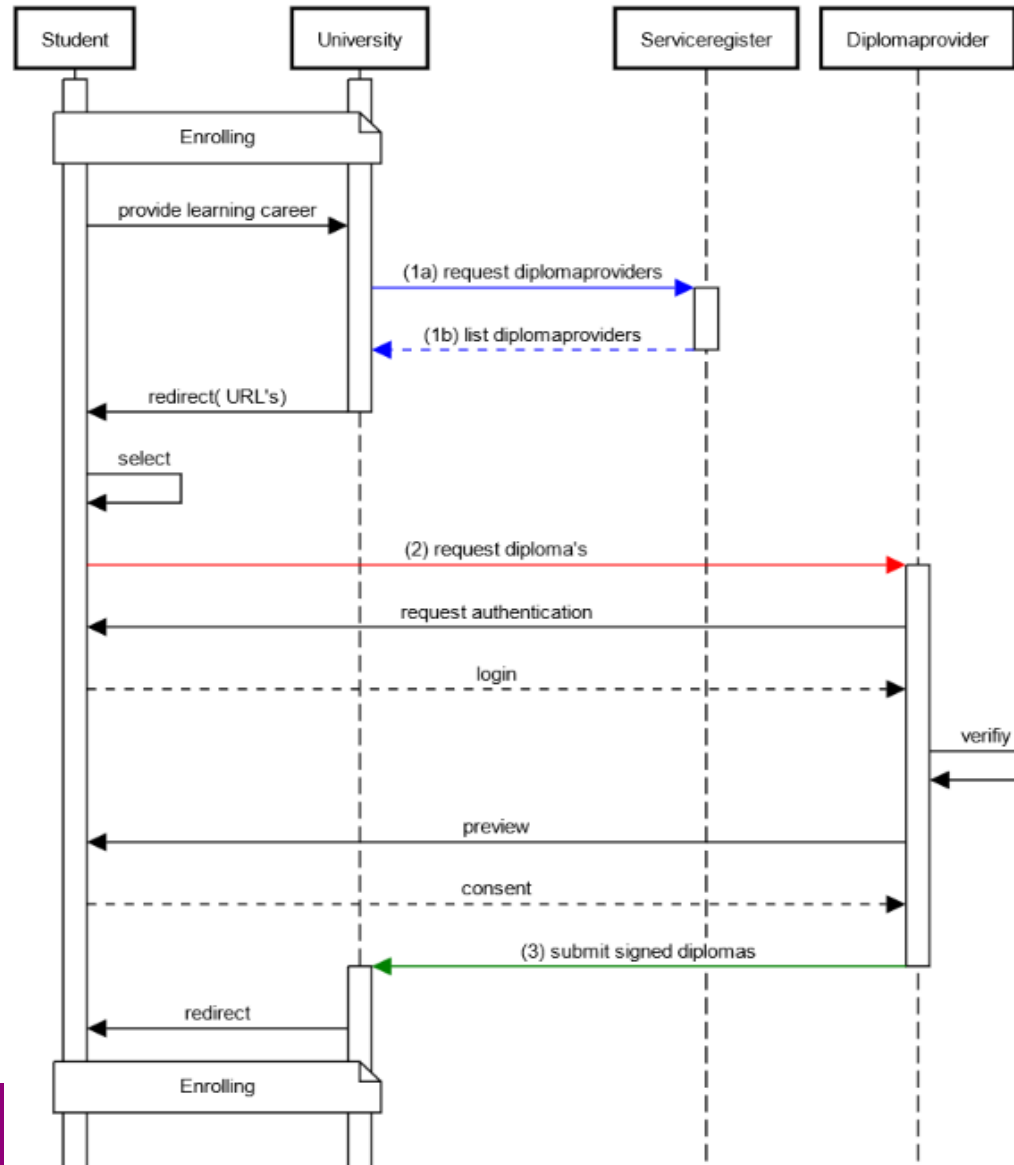 Student
University
Serviceregister
Diplomaprovider
Enrolling
provide learning career
(1a) request diplomaproviders
(1b) list diplomaproviders
redirect( URL's)
select
(2) request diploma's
request authentication
login
verifiy
preview
consent
(3) submit signed diplomas
redirect
Enrolling